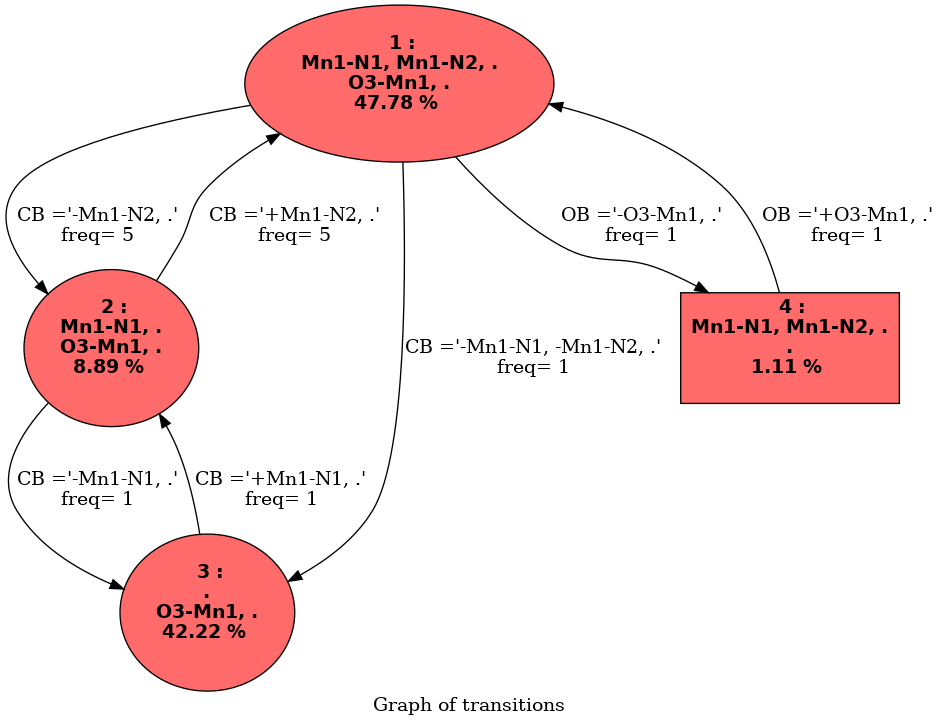 1 :
Mn1-N1, Mn1-N2, .
O3-Mn1, .
47.78 %
CB ='-Mn1-N2, .'
freq= 5
CB ='+Mn1-N2, .'
freq= 5
OB ='-O3-Mn1, .'
freq= 1
OB ='+O3-Mn1, .'
freq= 1
2 :
Mn1-N1, .
O3-Mn1, .
8.89 %
CB ='-Mn1-N1, -Mn1-N2, .'
freq= 1
4 :
Mn1-N1, Mn1-N2, .
.
1.11 %
CB ='-Mn1-N1, .'
freq= 1
CB ='+Mn1-N1, .'
freq= 1
3 :
.
O3-Mn1, .
42.22 %
Graph of transitions